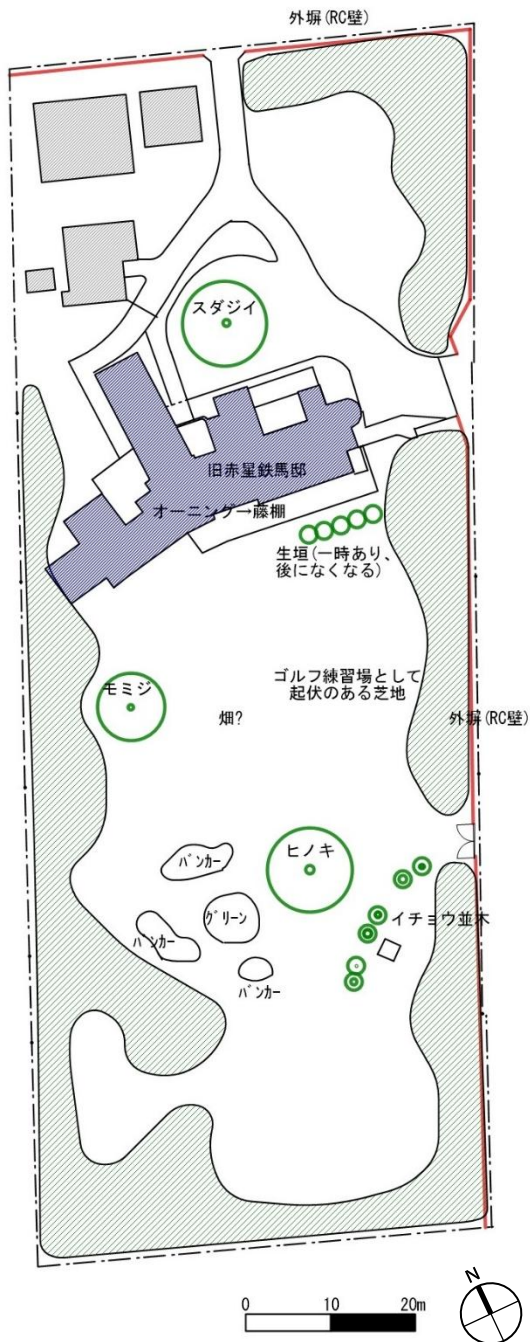 外塀(RC壁)
スダジイ
旧赤星鉄馬邸
オーニング→藤棚
生垣(一時あり、
後になくなる)
モミジ
ゴルフ練習場として
起伏のある芝地
畑?
外塀(RC壁)
バンカー
ヒノキ
グリーン
バンカー
イチョウ並木
バンカー
N
0 10 20m